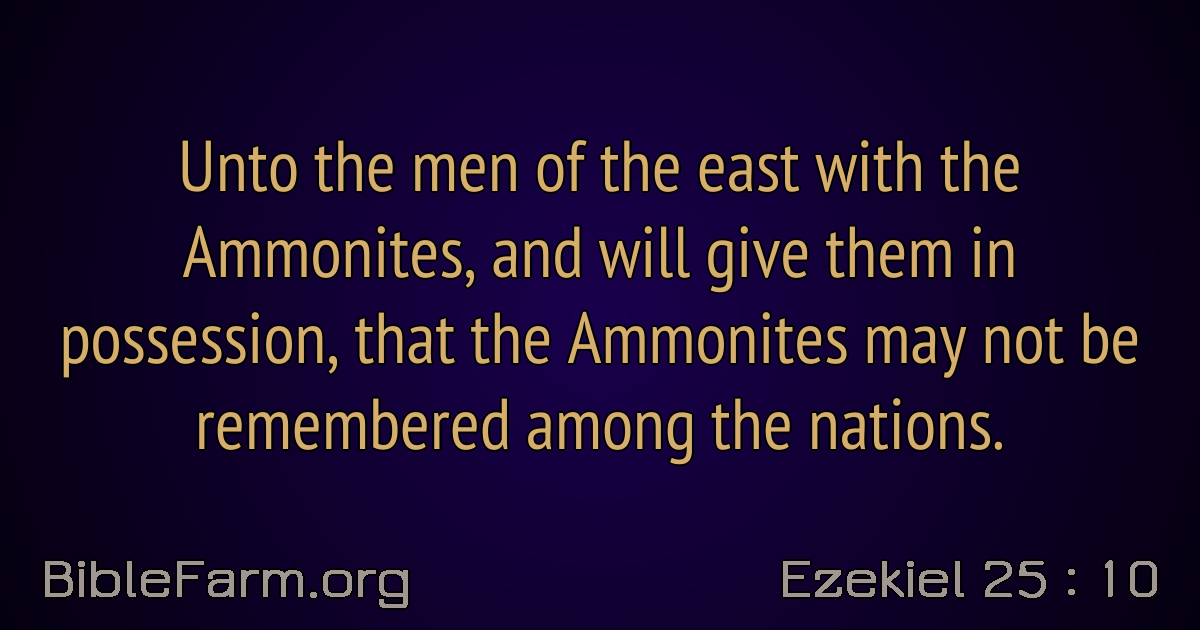 Unto the men of the east with the
Ammonites, and will give them in
possession, that the Ammonites may not be
remembered among the nations.
BibleFarm.org
Ezekiel 25 : 10